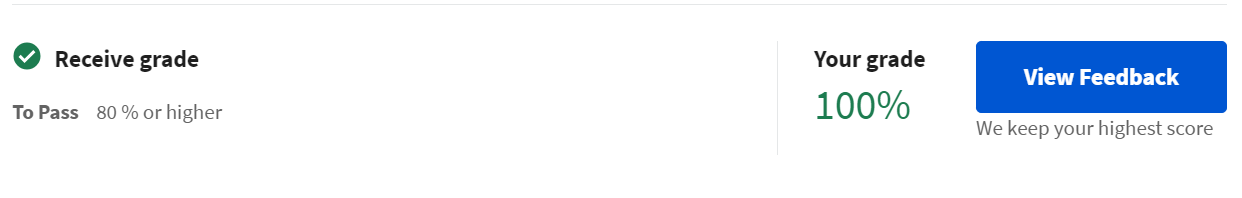 Receive grade
To Pass 80 % or higher
Your grade
100%
View Feedback
We keep your highest score